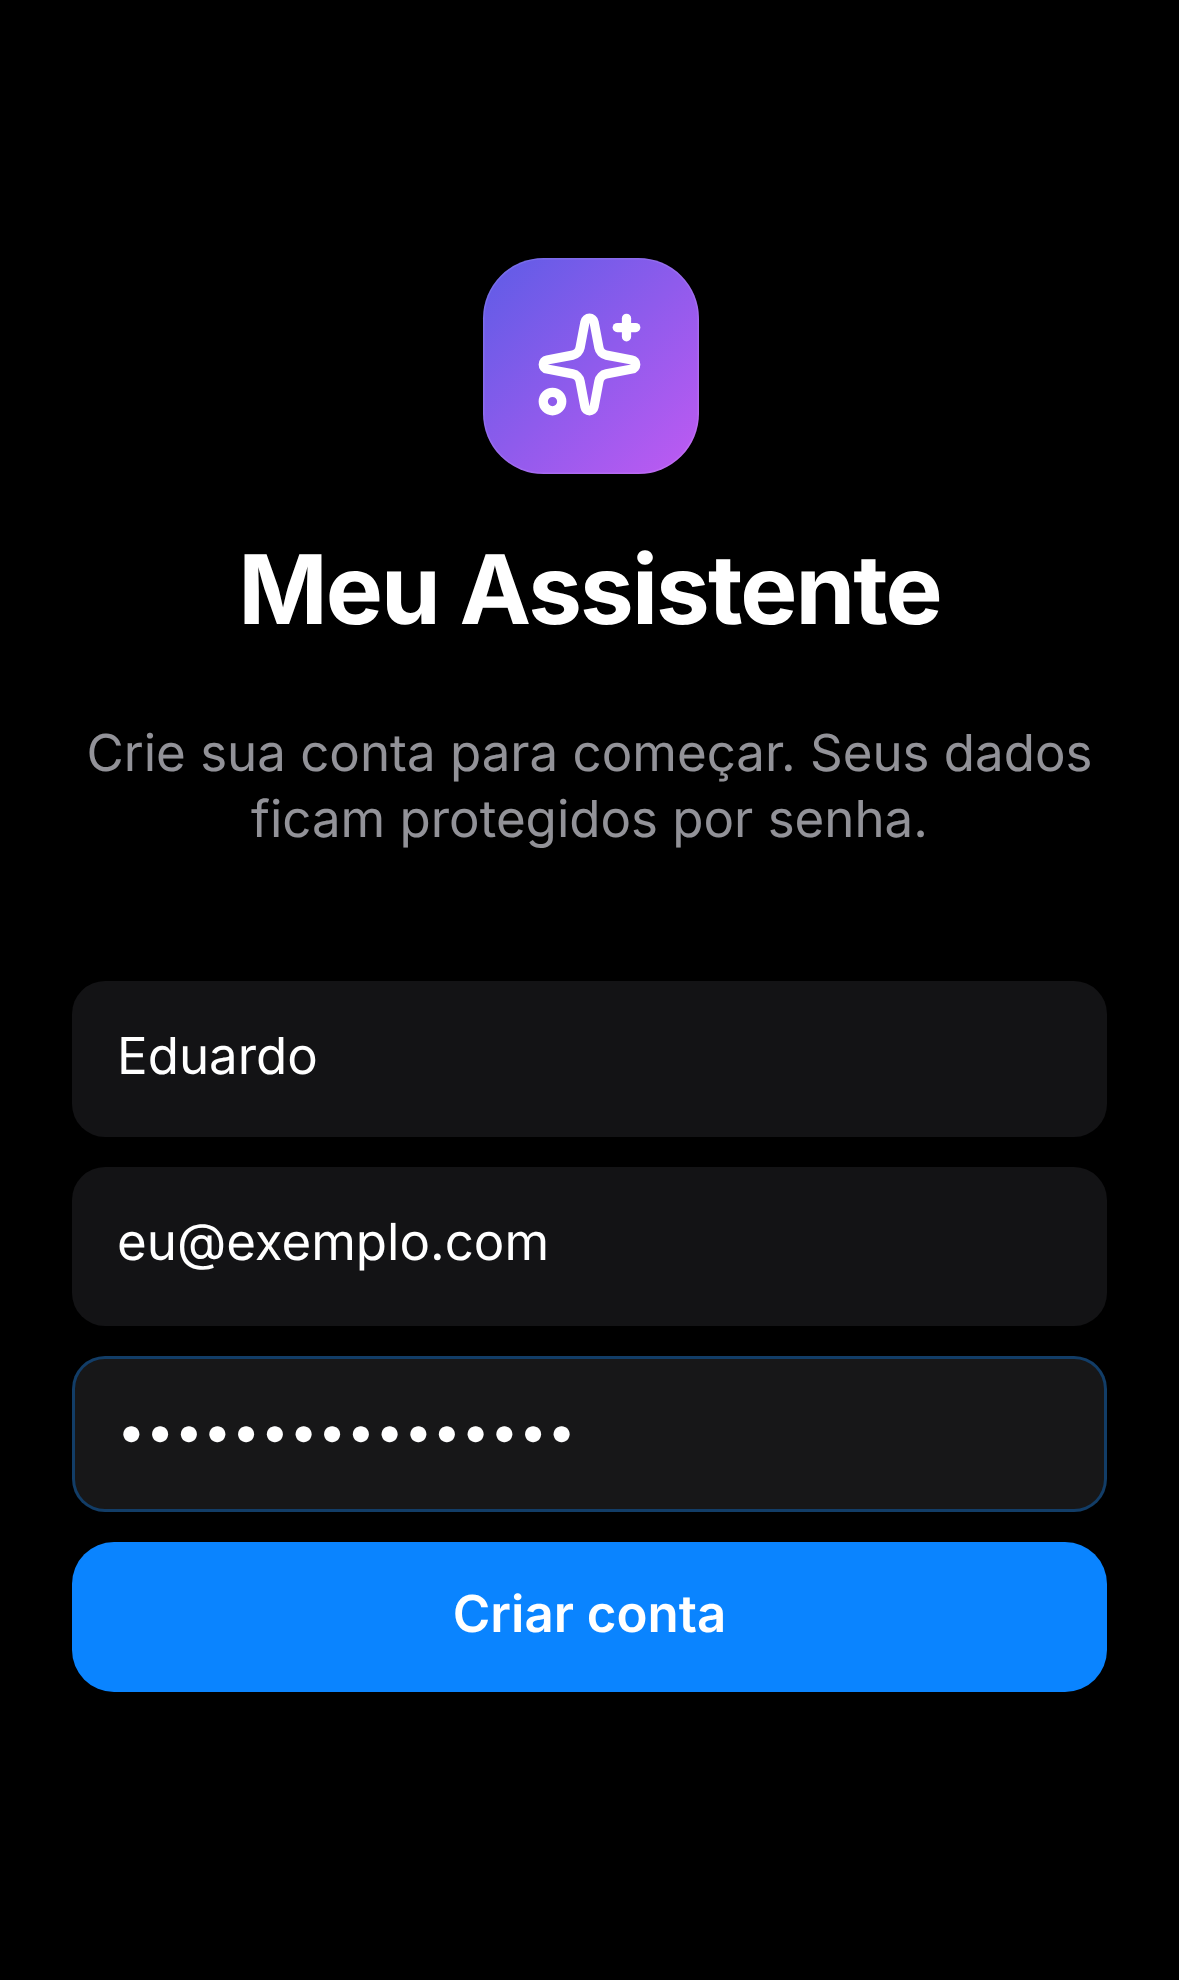 Meu Assistente
Crie sua conta para começar. Seus dados
ficam protegidos por senha.
Eduardo
eu@exemplo.com
••••••••••••••••
Criar conta